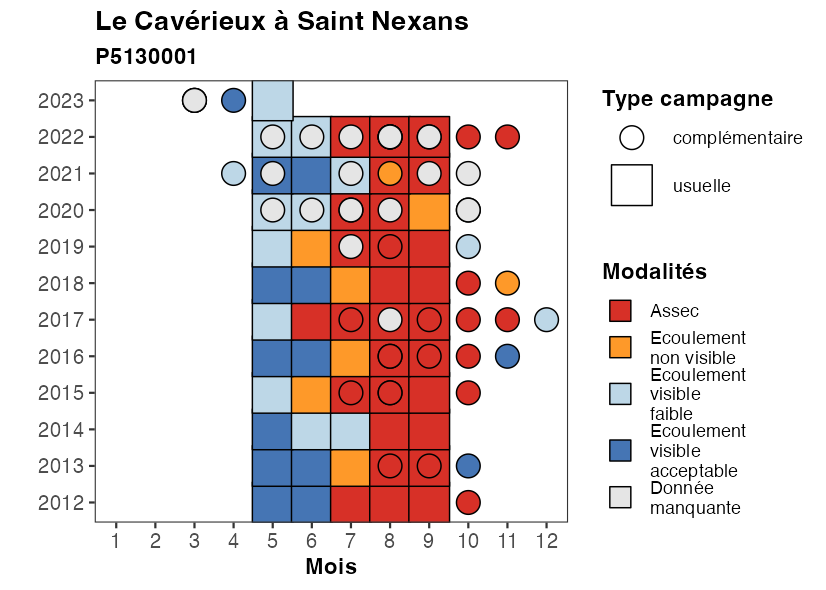 Le Cavérieux à Saint Nexans
P5130001
2023
2022
2021
2020
2019
2018
2017
2016
2015
2014
2013
2012
1 2 3 4 5 6 7 8 9 10 11 12
Mois
Type campagne
complémentaire
usuelle
Modalités
Assec
Ecoulement
non visible
Ecoulement
visible
faible
Ecoulement
visible
acceptable
Donnée
manquante